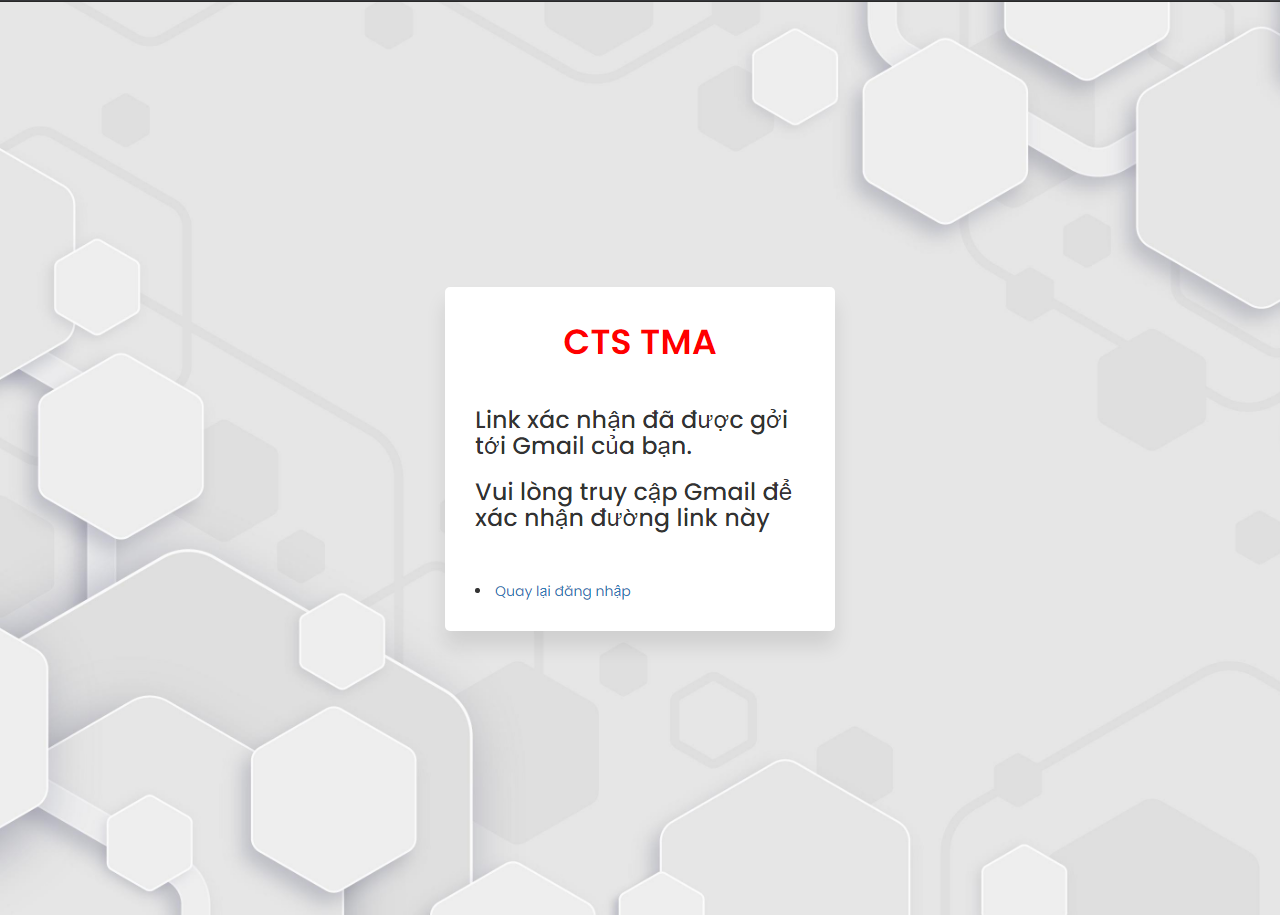 CTS TMA
Link xác nhận đã được gởi
tới Gmail của bạn.
Vui lòng truy cập Gmail để
xác nhận đường link này
Quay lại đăng nhập